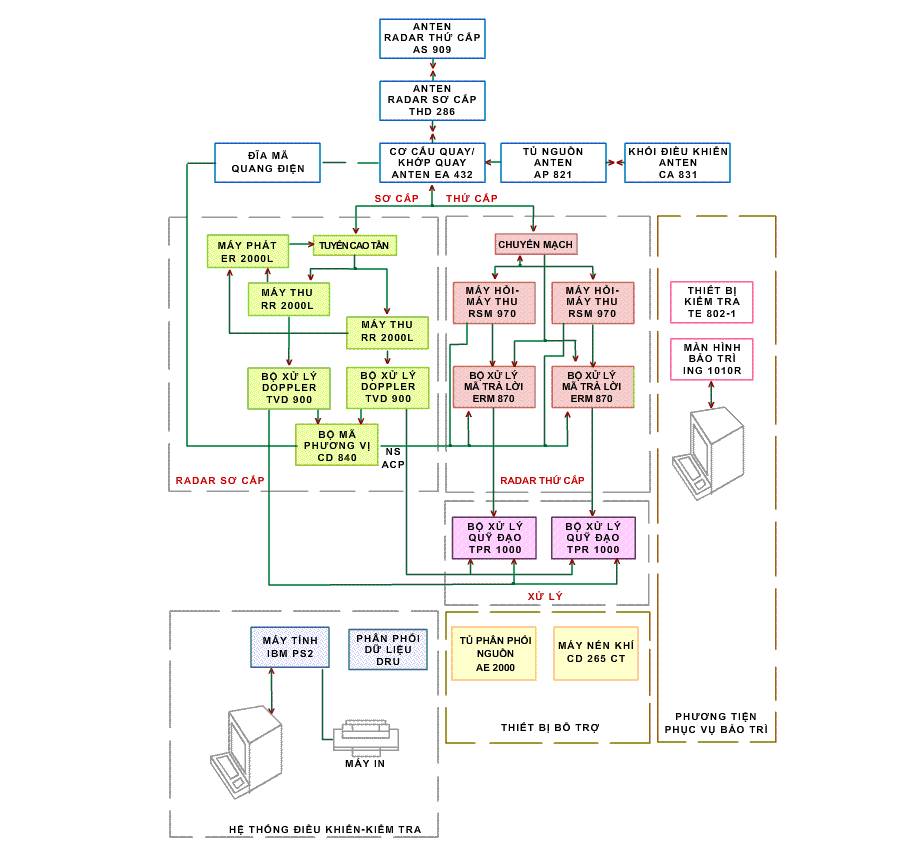 ANTEN
RADAR THỨ CẤP
AS 909
ANTEN
RADAR SƠ CẤP
THD 286
ĐĨA MÃ
QUANG ĐIỆN
CƠ CẤU QUAY/
KHỚP QUAY
ANTEN EA 432
TỦ NGUỒN
ANTEN
AP 821
KHỐI ĐIỀU KHIỂN
ANTEN
CA 831
SƠ CẤP
THỨ CẤP
MÁY PHÁT
ER 2000L
TUYẾN CAO TẦN
CHUYỂN MẠCH
MÁY THU
RR 2000L
MÁY THU
RR 2000L
MÁY HỎI-
MÁY THU
RSM 970
MÁY HỎI-
MÁY THU
RSM 970
THIẾT BỊ
KIỂM TRA
TE 802-1
MÀN HÌNH
BẢO TRÌ
ING 1010R
BỘ XỬ LÝ
DOPPLER
TVD 900
BỘ XỬ LÝ
DOPPLER
TVD 900
BỘ XỬ LÝ
MÃ TRẢ LỜI
ERM 870
BỘ XỬ LÝ
MÃ TRẢ LỜI
ERM 870
BỘ MÃ
PHƯƠNG VỊ
CD 840
NS
ACP
RADAR SƠ CẤP
RADAR THỨ CẤP
BỘ XỬ LÝ
QUỸ ĐẠO
TPR 1000
BỘ XỬ LÝ
QUỸ ĐẠO
TPR 1000
XỬ LÝ
MÁY TÍNH
IBM PS2
PHÂN PHỐI
DỮ LIỆU
DRU
TỦ PHÂN PHỐI
NGUỒN
AE 2000
MÁY NÉN KHÍ
CD 265 CT
THIẾT BỊ BỔ TRỢ
PHƯƠNG TIỆN
PHỤC VỤ BẢO TRÌ
MÁY IN
HỆ THỐNG ĐIỀU KHIỂN-KIỂM TRA